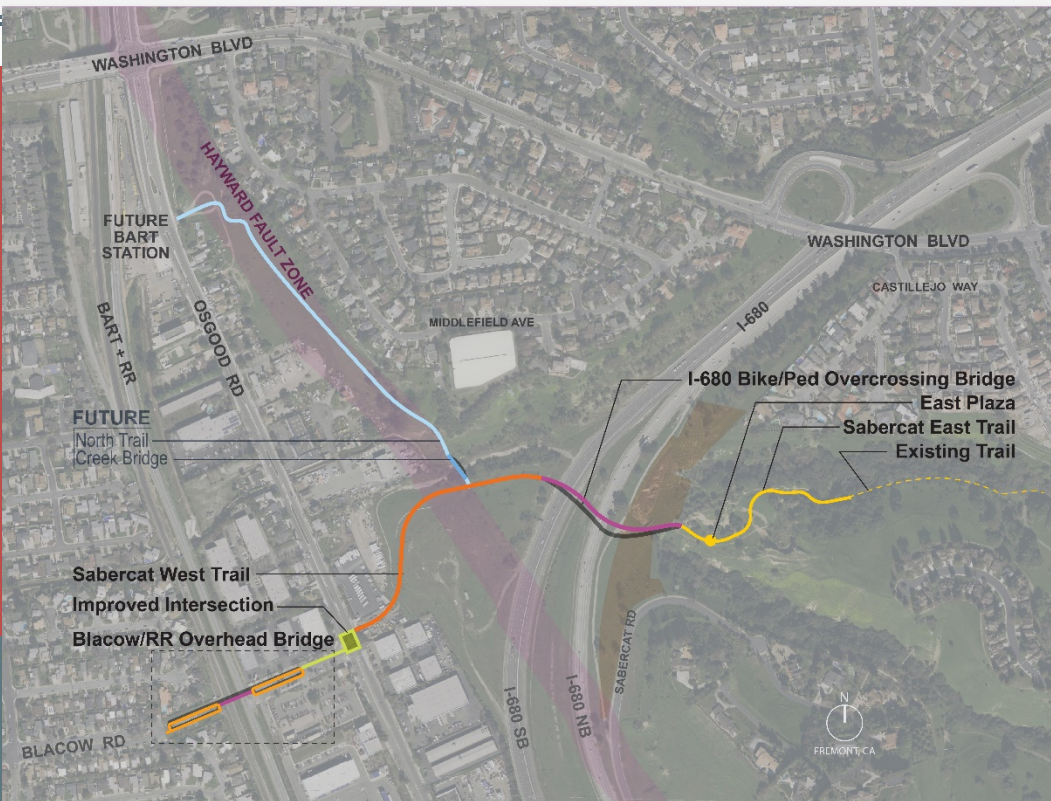 WASHINGTON BLVD
HAYWARD FAULT ZONE
FUTURE
BART
STATION
WASHINGTON BLVD
CASTILLEJO WAY
BART + RR
OSGOOD RD
MIDDLEFIELD AVE
I-680
I-680 Bike/Ped Overcrossing Bridge
East Plaza
Sabercat East Trail
Existing Trail
FUTURE
North Trail
Creek Bridge
Sabercat West Trail
Improved Intersection
Blacow/RR Overhead Bridge
SABERCAT RD
I-680 SB
I-680 NB
BLACOW RD
N
FREMONT, CA